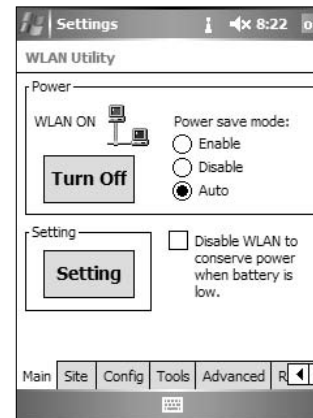 Settings 8:22
WLAN Utility
Power
WLAN ON
Turn Off
Power save mode:
Enable
Disable
Auto
Setting
Setting
Disable WLAN to
conserve power
when battery is
low.
Main Site Config Tools Advanced